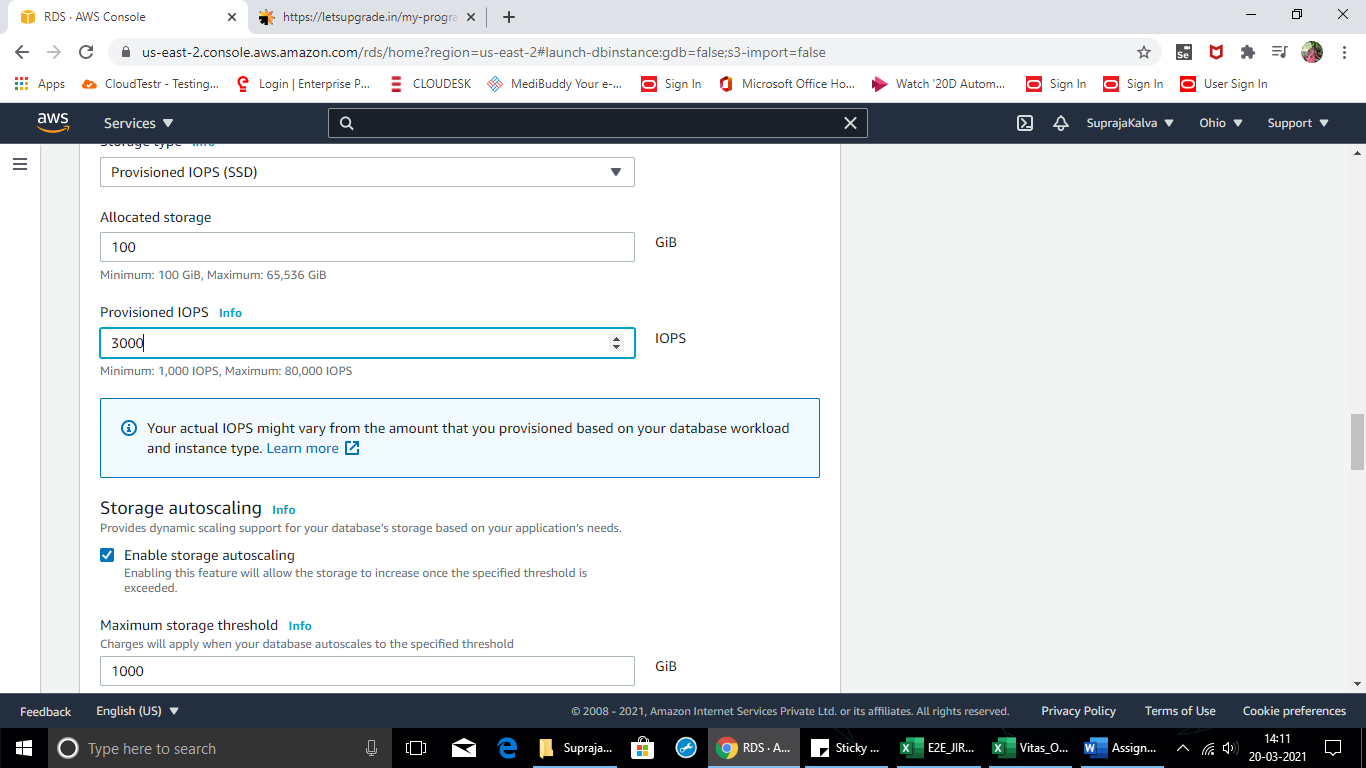 RDS · AWS Console
https://letsupgrade.in/my-progra
us-east-2.console.aws.amazon.com/rds/home?region=us-east-2#launch-dbinstance:gdb=false;s3-import=false
Se
Apps
CloudTestr - Testing...
Login | Enterprise P...
CLOUDESK
MediBuddy Your e-...
Sign In
Microsoft Office Ho...
Watch '20D Autom...
Sign In
Sign In
User Sign In
aws
Services
SuprajaKalva
Ohio
Support
Storage type Info
Provisioned IOPS (SSD)
Allocated storage
100
GiB
Minimum: 100 GiB, Maximum: 65,536 GiB
Provisioned IOPS Info
3000
IOPS
Minimum: 1,000 IOPS, Maximum: 80,000 IOPS
Your actual IOPS might vary from the amount that you provisioned based on your database workload
and instance type. Learn more
Storage autoscaling Info
Provides dynamic scaling support for your database's storage based on your application's needs.
Enable storage autoscaling
Enabling this feature will allow the storage to increase once the specified threshold is
exceeded.
Maximum storage threshold Info
Charges will apply when your database autoscales to the specified threshold
1000
GiB
Feedback
English (US)
© 2008 - 2021, Amazon Internet Services Private Ltd. or its affiliates. All rights reserved.
Privacy Policy
Terms of Use
Cookie preferences
Type here to search
Supraja...
RDS · A...
Sticky ...
E2E_JIR...
Vitas_O...
Assign...
14:11
20-03-2021